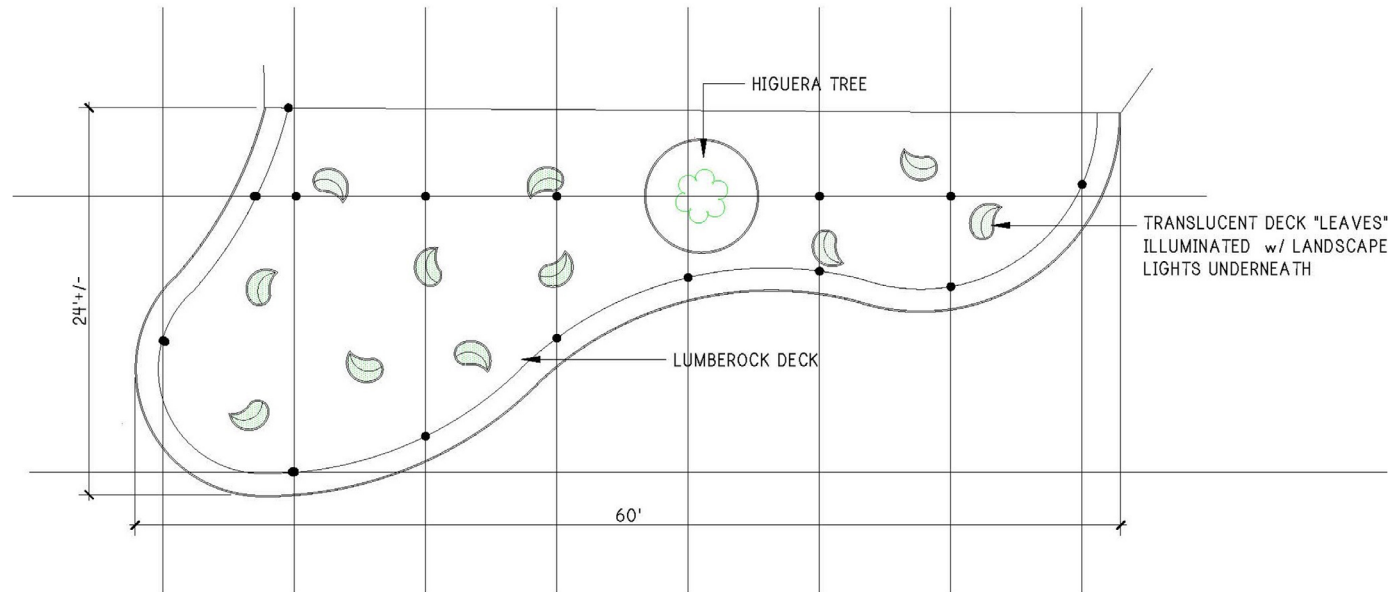 HIGUERA TREE
TRANSLUCENT DECK "LEAVES"
ILLUMINATED w/ LANDSCAPE
LIGHTS UNDERNEATH
24'+/-
LUMBEROCK DECK
60'